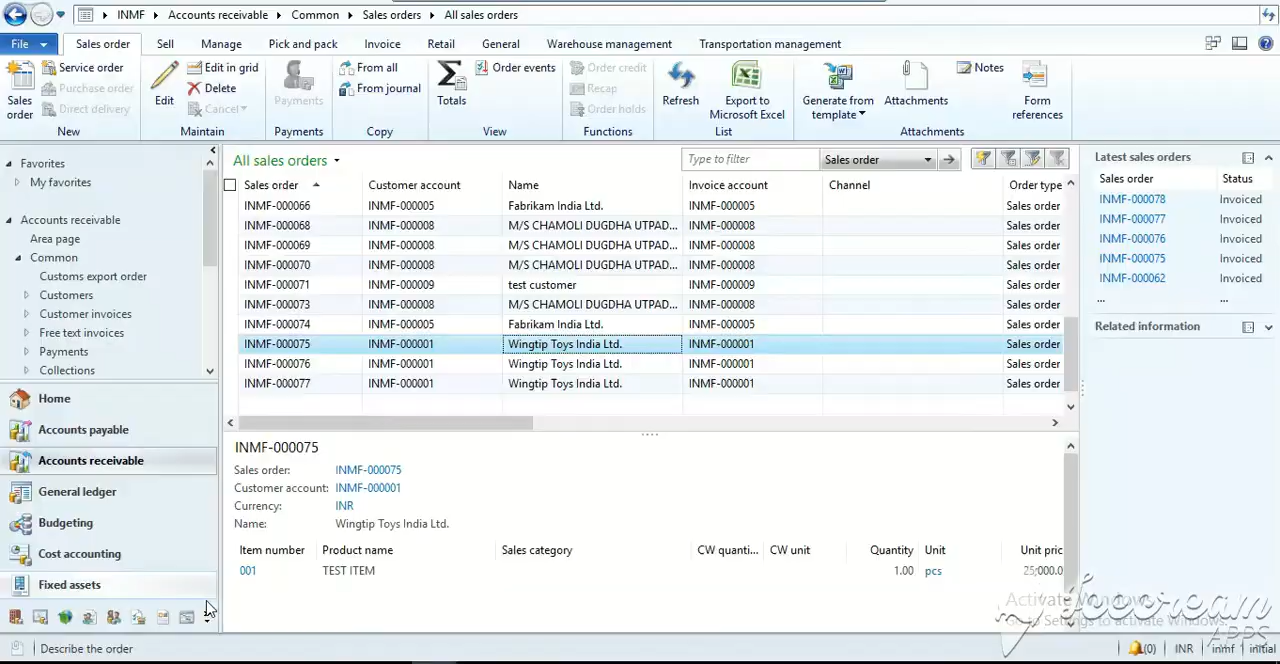 INMF Accounts receivable Common Sales orders All sales orders
File Sales order Sell Manage Pick and pack Invoice Retail General Warehouse management Transportation management
Sales order
Service order
Purchase order
Direct delivery
New
Edit
Edit in grid
Delete
Cancel
Maintain
Payments
Payments
From all
From journal
Copy
Totals
Order events
View
Order credit
Recap
Order holds
Functions
Refresh
Export to Microsoft Excel
List
Generate from template
Attachments
Notes
Form references
Attachments
Favorites
My favorites
Accounts receivable
Area page
Common
Customs export order
Customers
Customer invoices
Free text invoices
Payments
Collections
Home
Accounts payable
Accounts receivable
General ledger
Budgeting
Cost accounting
Fixed assets
All sales orders
Type to filter Sales order
Sales order Customer account Name Invoice account Channel Order type
INMF-000066 INMF-000005 Fabrikam India Ltd. INMF-000005 Sales order
INMF-000068 INMF-000008 M/S CHAMOLI DUGDHA UTPAD... INMF-000008 Sales order
INMF-000069 INMF-000008 M/S CHAMOLI DUGDHA UTPAD... INMF-000008 Sales order
INMF-000070 INMF-000008 M/S CHAMOLI DUGDHA UTPAD... INMF-000008 Sales order
INMF-000071 INMF-000009 test customer INMF-000009 Sales order
INMF-000073 INMF-000008 M/S CHAMOLI DUGDHA UTPAD... INMF-000008 Sales order
INMF-000074 INMF-000005 Fabrikam India Ltd. INMF-000005 Sales order
INMF-000075 INMF-000001 Wingtip Toys India Ltd. INMF-000001 Sales order
INMF-000076 INMF-000001 Wingtip Toys India Ltd. INMF-000001 Sales order
INMF-000077 INMF-000001 Wingtip Toys India Ltd. INMF-000001 Sales order
INMF-000075
Sales order: INMF-000075
Customer account: INMF-000001
Currency: INR
Name: Wingtip Toys India Ltd.
Item number Product name Sales category CW quanti... CW unit Quantity Unit Unit pric
001 TEST ITEM 1.00 pcs 25,000.0
Latest sales orders
Sales order Status
INMF-000078 Invoiced
INMF-000077 Invoiced
INMF-000076 Invoiced
INMF-000075 Invoiced
INMF-000062 Invoiced
... ...
Related information
Activate Windows
Go to Settings to activate Windows.
Icecream
APPS
Describe the order
(0) INR inmf initial